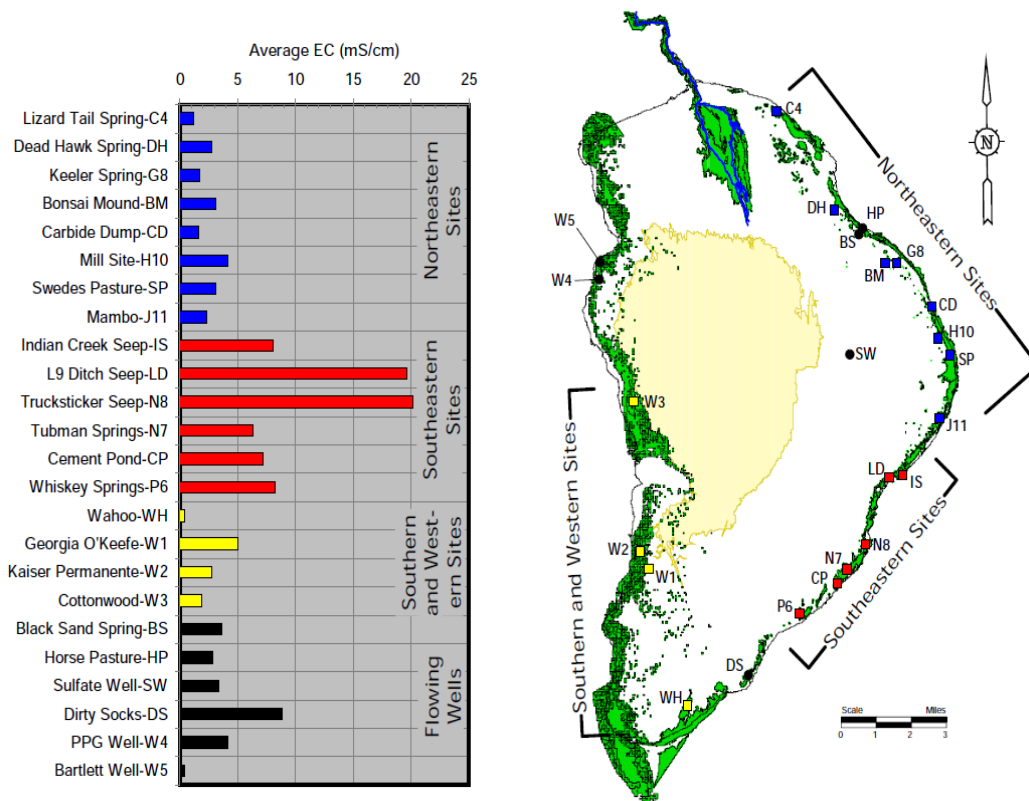 Average EC (mS/cm)
0 5 10 15 20 25
Lizard Tail Spring-C4
Dead Hawk Spring-DH
Keeler Spring-G8
Bonsai Mound-BM
Carbide Dump-CD
Mill Site-H10
Swedes Pasture-SP
Mambo-J11
Indian Creek Seep-IS
L9 Ditch Seep-LD
Trucksticker Seep-N8
Tubman Springs-N7
Cement Pond-CP
Whiskey Springs-P6
Wahoo-WH
Georgia O'Keefe-W1
Kaiser Permanente-W2
Cottonwood-W3
Black Sand Spring-BS
Horse Pasture-HP
Sulfate Well-SW
Dirty Socks-DS
PPG Well-W4
Bartlett Well-W5
Northeastern
Sites
Southeastern
Sites
Southern
and West-
ern Sites
Flowing
Wells
C4
N
Northeastern Sites
DH
HP
BS
G8
BM
W5
W4
CD
H10
SP
SW
W3
J11
LD
IS
Southeastern Sites
Southern and Western Sites
W2
W1
N8
N7
CP
P6
DS
WH
Scale Miles
0 1 2 3